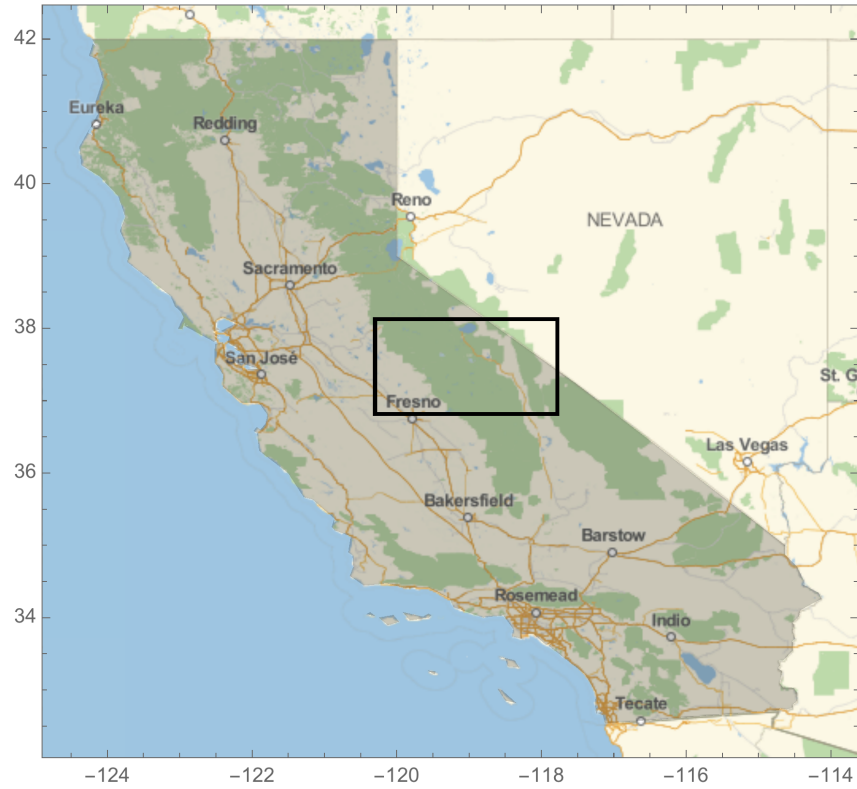 42
Eureka
Redding
40
Reno
NEVADA
Sacramento
38
San José
St. G
Fresno
Las Vegas
36
Bakersfield
Barstow
34
Rosemead
Indio
Tecate
−124
−122
−120
−118
−116
−114